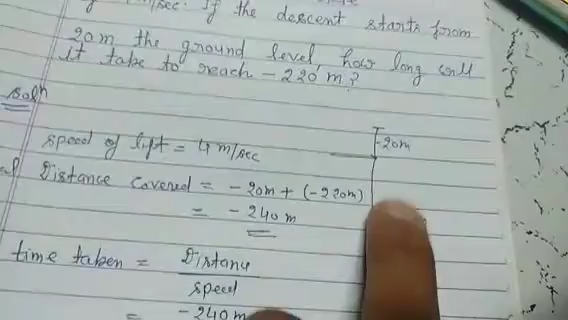 m/sec. If the descent starts from
20m the ground level, how long will
it take to reach - 220 m?
Soln
speed of lift = 4 m/sec
-20m
Distance covered = - 20m + (-220m)
= - 240 m
time taken = Distance
speed
= - 240m